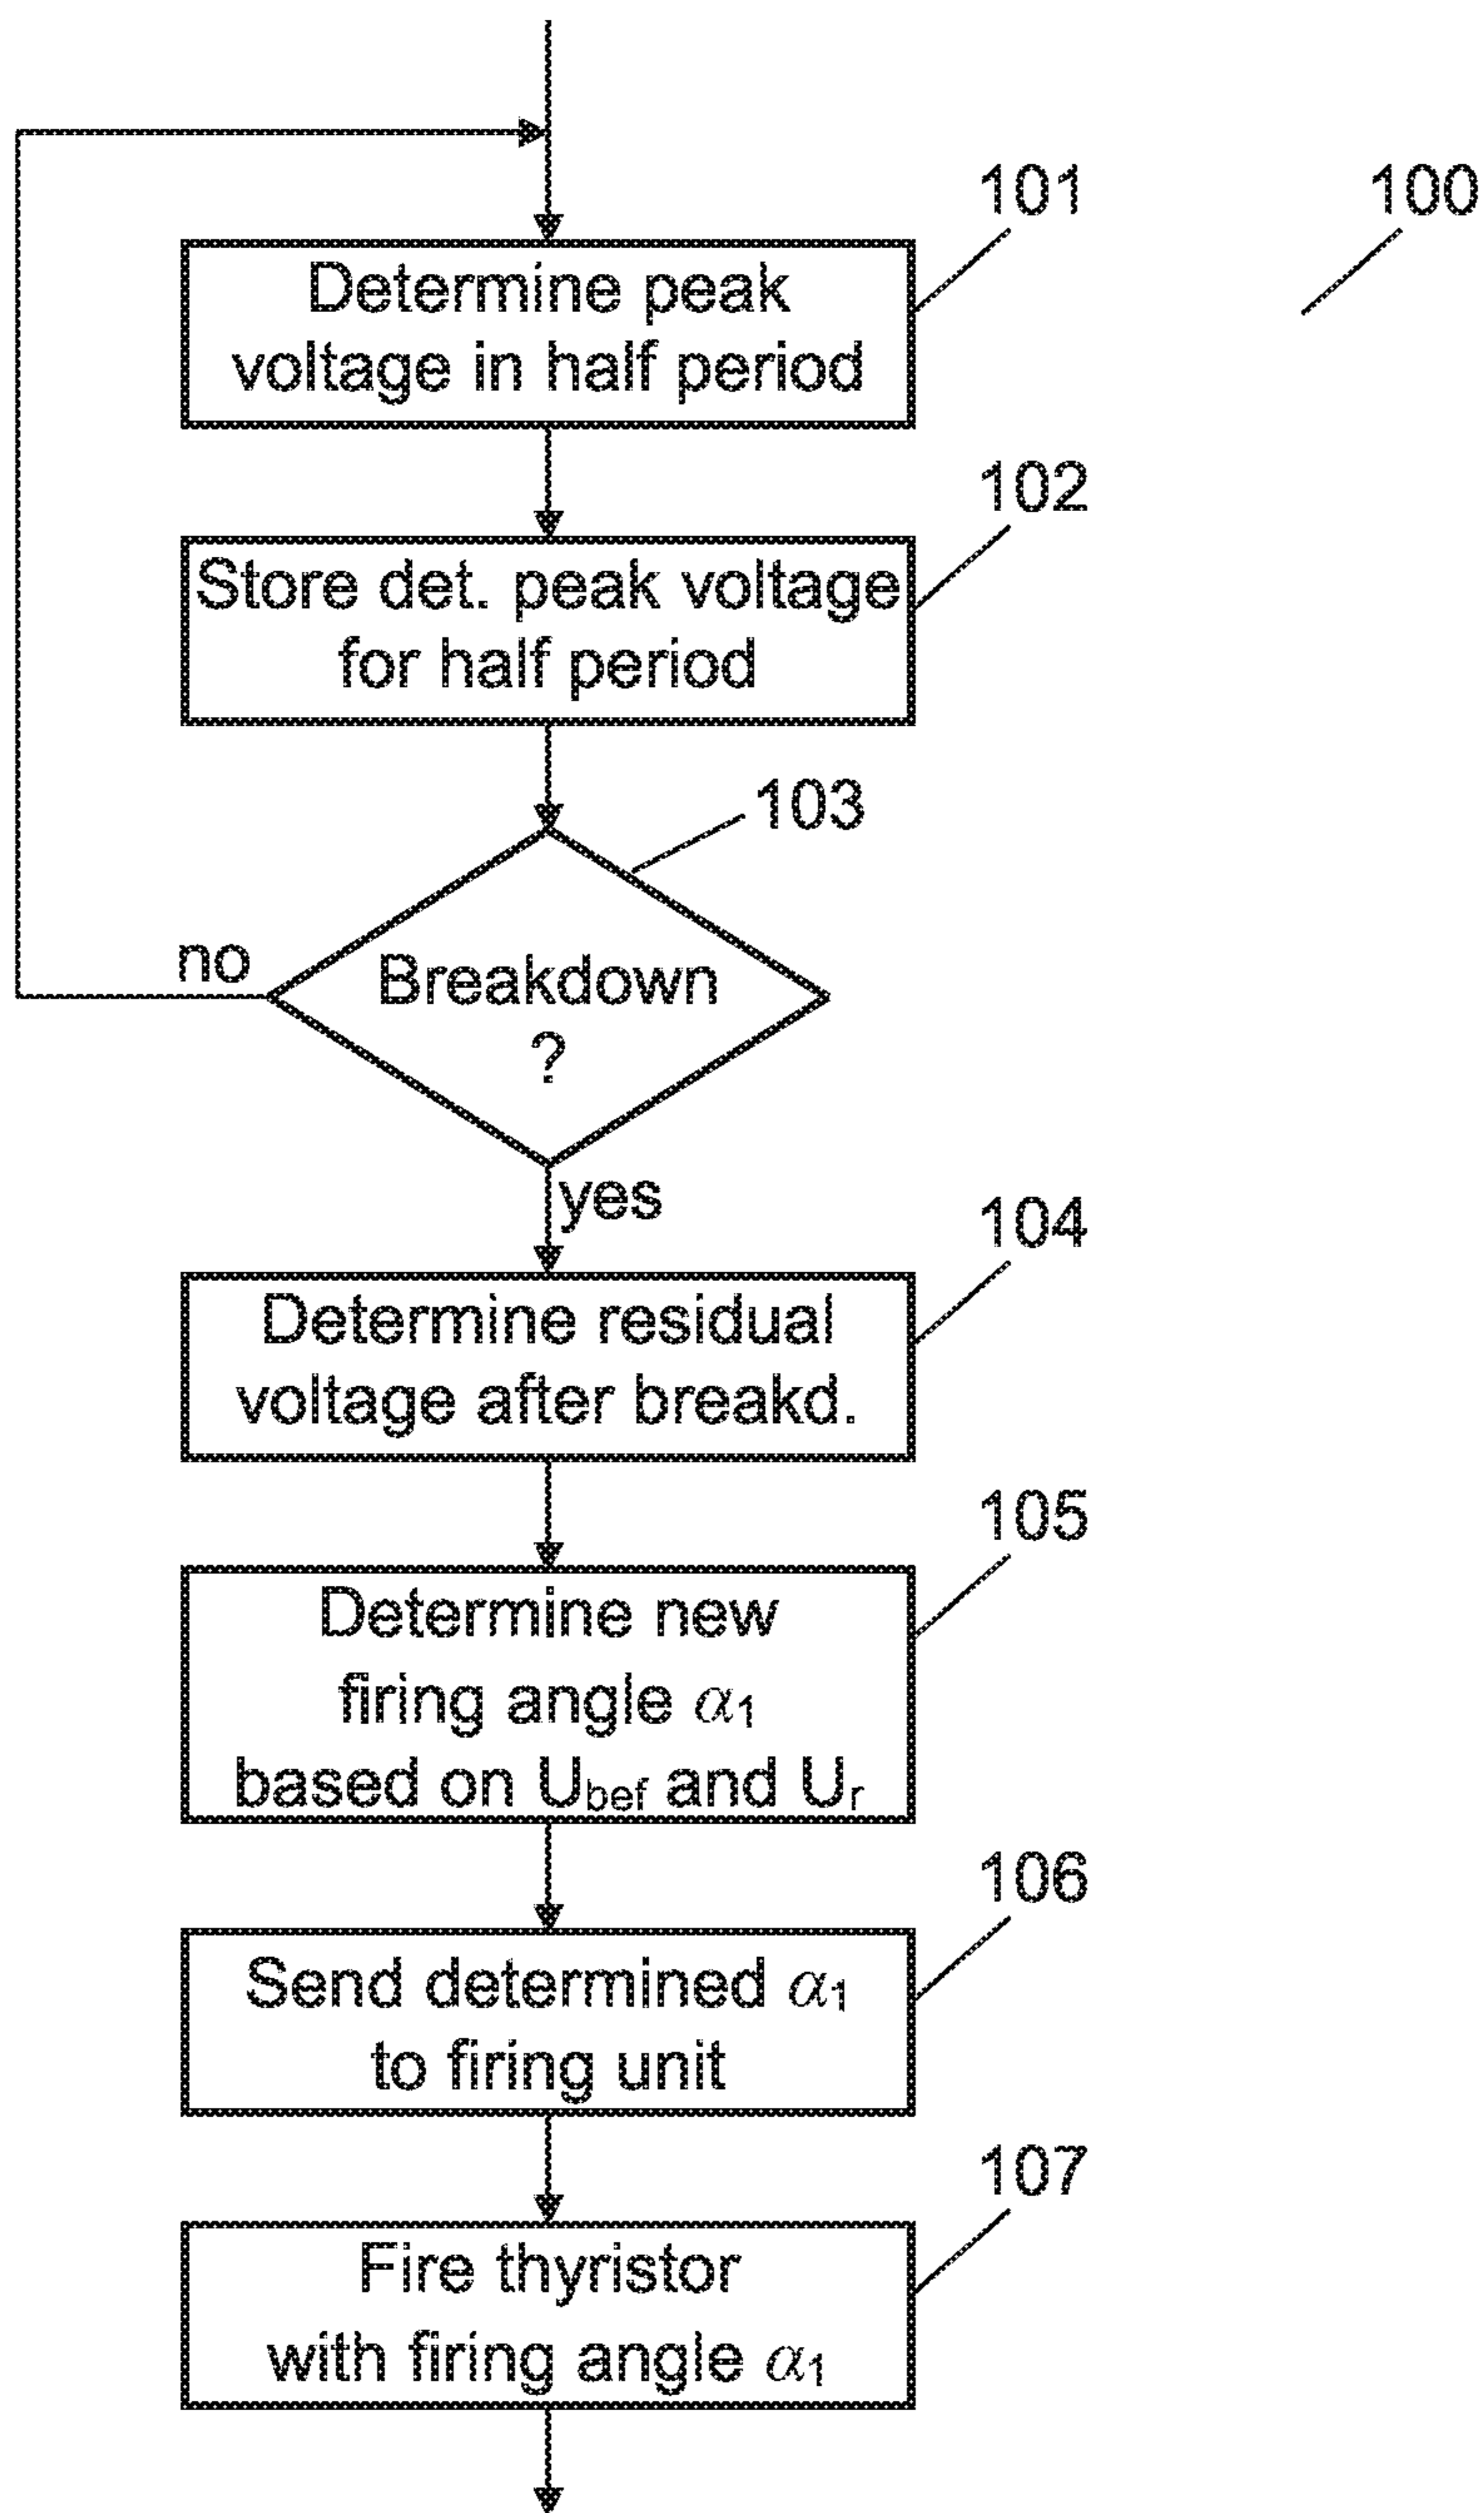 101
100
Determine peak
voltage in half period
102
Store det. peak voltage
for half period
103
no
Breakdown
?
yes
104
Determine residual
voltage after breakd.
105
Determine new
firing angle α₁
based on U_bef and U_r
106
Send determined α₁
to firing unit
107
Fire thyristor
with firing angle α₁